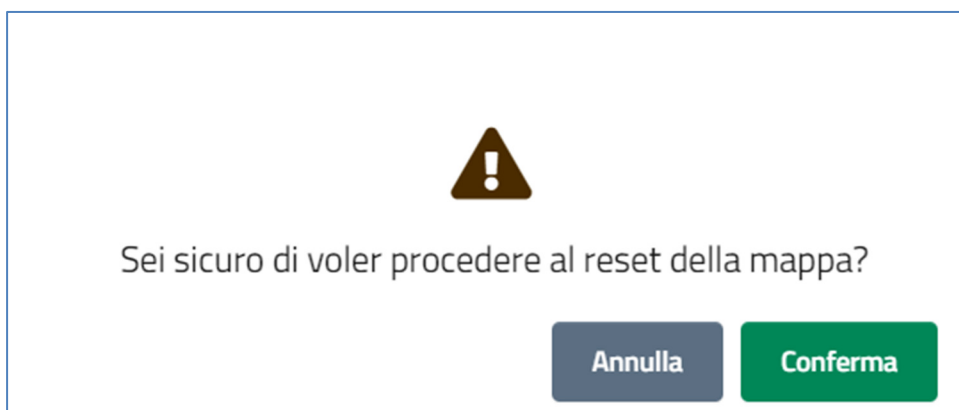 Sei sicuro di voler procedere al reset della mappa?
Annulla Conferma